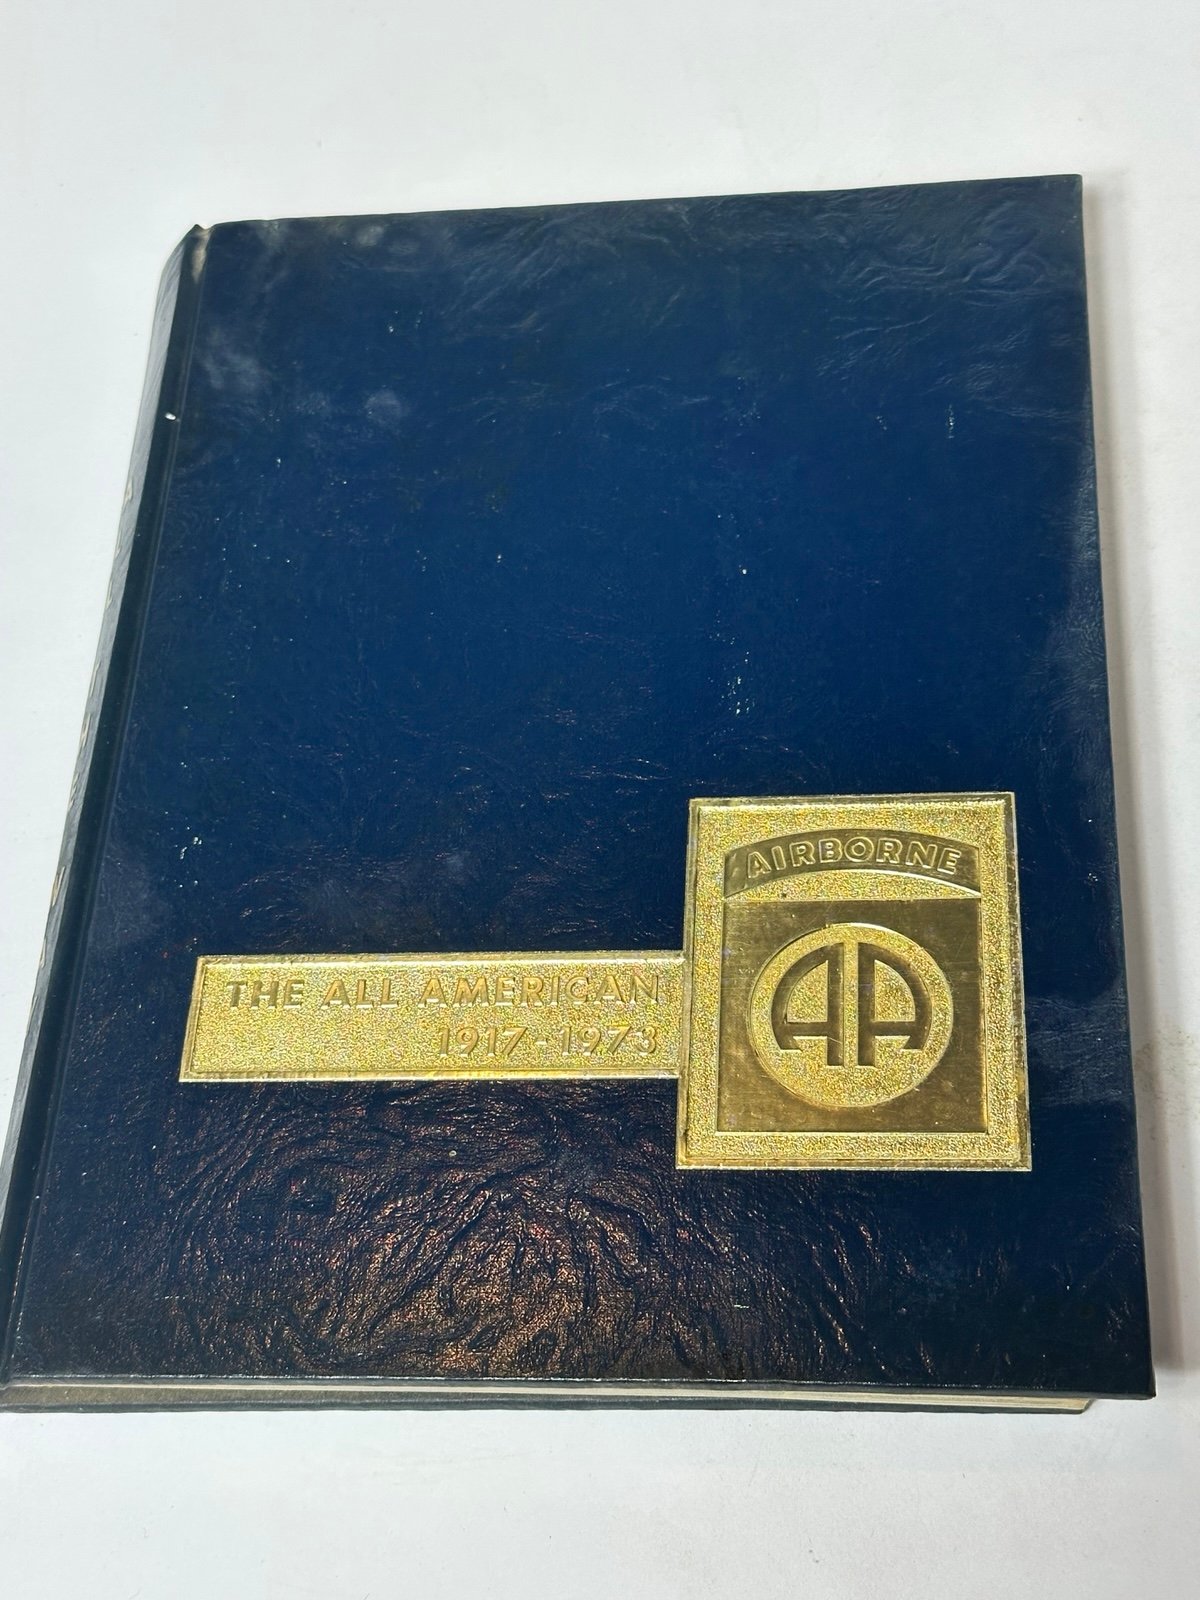 AIRBORNE
AA
THE ALL AMERICAN
1917-1973